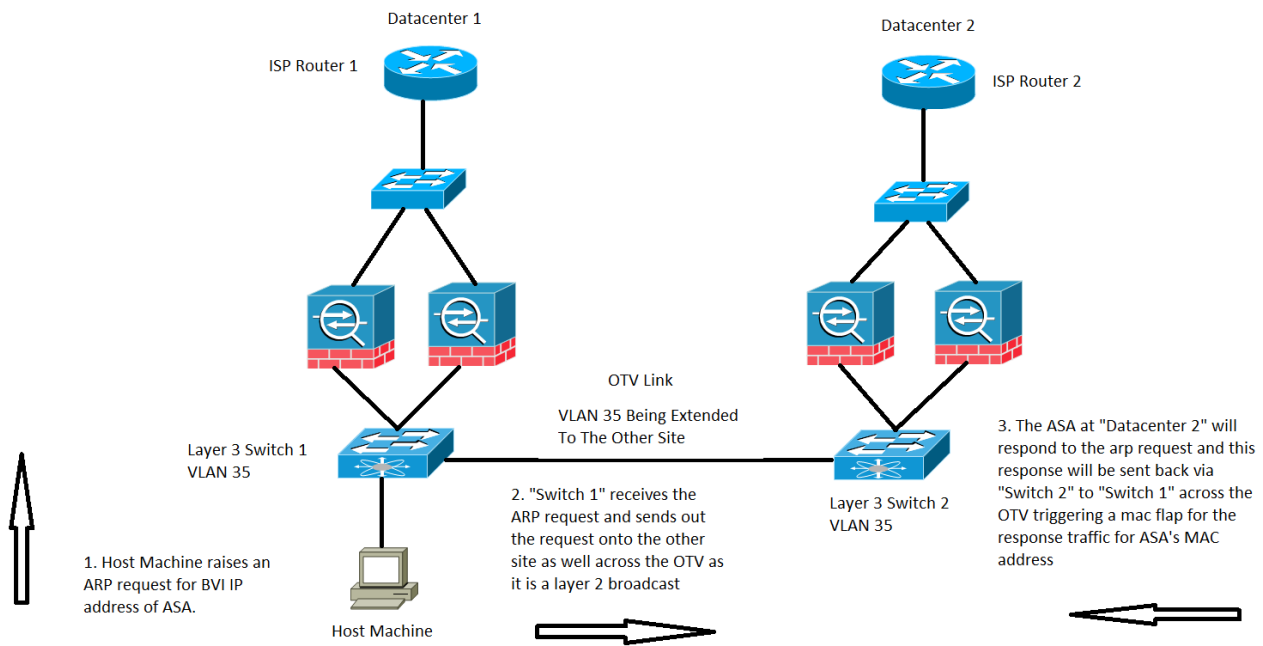 Datacenter 1
Datacenter 2
ISP Router 1
ISP Router 2
OTV Link
VLAN 35 Being Extended
To The Other Site
Layer 3 Switch 1
VLAN 35
Layer 3 Switch 2
VLAN 35
1. Host Machine raises an
ARP request for BVI IP
address of ASA.
Host Machine
2. "Switch 1" receives the
ARP request and sends out
the request onto the other
site as well across the OTV as
it is a layer 2 broadcast
3. The ASA at "Datacenter 2" will
respond to the arp request and this
response will be sent back via
"Switch 2" to "Switch 1" across the
OTV triggering a mac flap for the
response traffic for ASA's MAC
address